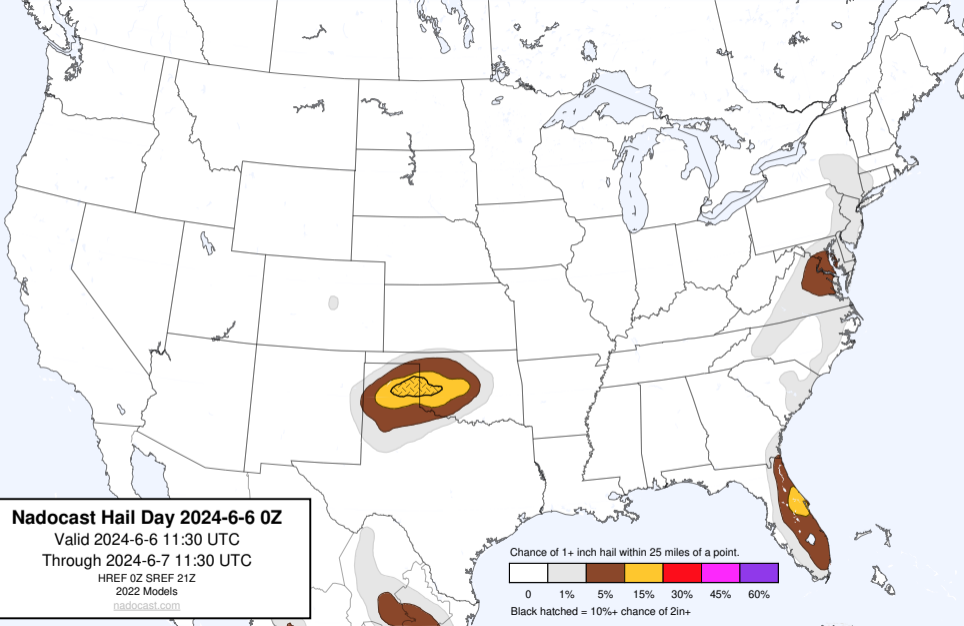 Nadocast Hail Day 2024-6-6 0Z
Valid 2024-6-6 11:30 UTC
Through 2024-6-7 11:30 UTC
HREF 0Z SREF 21Z
2022 Models
nadocast.com
Chance of 1+ inch hail within 25 miles of a point.
0 1% 5% 15% 30% 45% 60%
Black hatched = 10%+ chance of 2in+